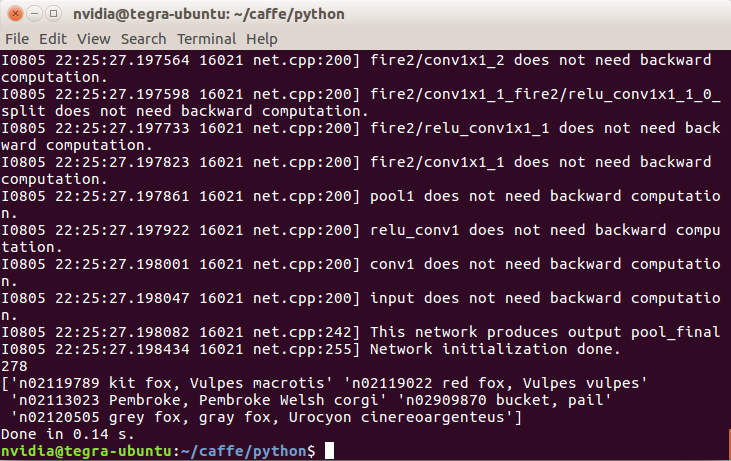 nvidia@tegra-ubuntu: ~/caffe/python
File Edit View Search Terminal Help
I0805 22:25:27.197564 16021 net.cpp:200] fire2/conv1x1_2 does not need backward
computation.
I0805 22:25:27.197598 16021 net.cpp:200] fire2/conv1x1_1_fire2/relu_conv1x1_1_0_
split does not need backward computation.
I0805 22:25:27.197733 16021 net.cpp:200] fire2/relu_conv1x1_1 does not need back
ward computation.
I0805 22:25:27.197823 16021 net.cpp:200] fire2/conv1x1_1 does not need backward
computation.
I0805 22:25:27.197861 16021 net.cpp:200] pool1 does not need backward computatio
n.
I0805 22:25:27.197922 16021 net.cpp:200] relu_conv1 does not need backward compu
tation.
I0805 22:25:27.198001 16021 net.cpp:200] conv1 does not need backward computatio
n.
I0805 22:25:27.198047 16021 net.cpp:200] input does not need backward computatio
n.
I0805 22:25:27.198082 16021 net.cpp:242] This network produces output pool_final
I0805 22:25:27.198434 16021 net.cpp:255] Network initialization done.
278
['n02119789 kit fox, Vulpes macrotis' 'n02119022 red fox, Vulpes vulpes'
 'n02113023 Pembroke, Pembroke Welsh corgi' 'n02909870 bucket, pail'
 'n02120505 grey fox, gray fox, Urocyon cinereoargenteus']
Done in 0.14 s.
nvidia@tegra-ubuntu:~/caffe/python$